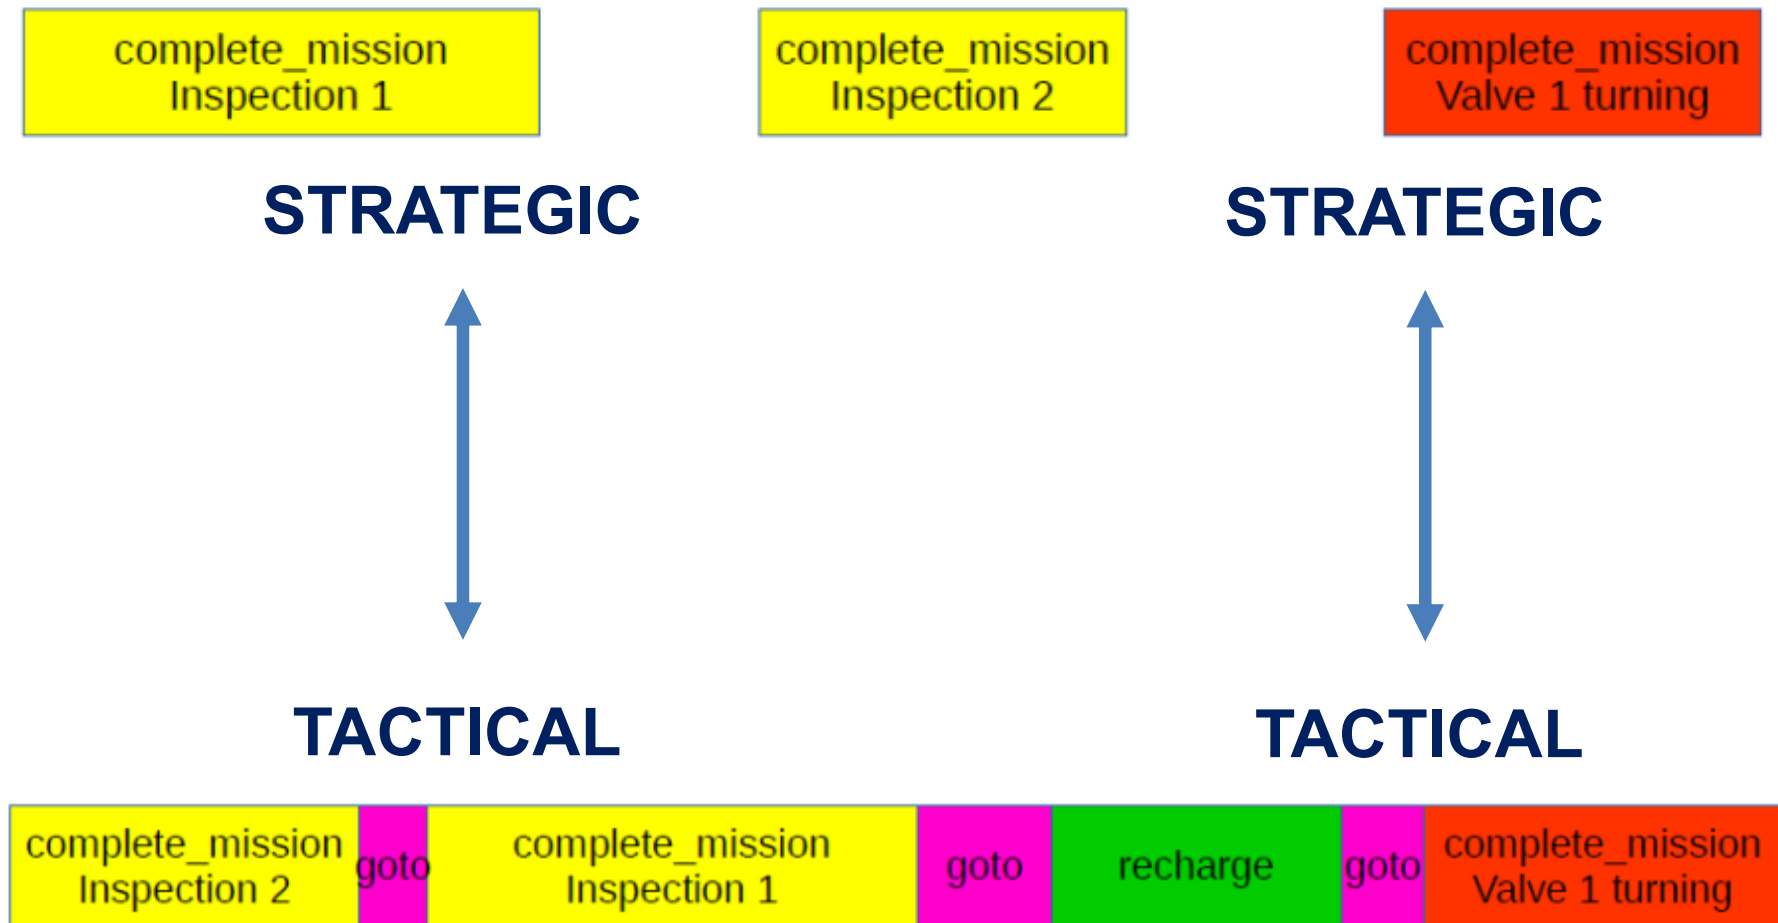 complete_mission
Inspection 1
complete_mission
Inspection 2
complete_mission
Valve 1 turning
STRATEGIC
STRATEGIC
TACTICAL
TACTICAL
complete_mission
Inspection 2
goto
complete_mission
Inspection 1
goto
recharge
goto
complete_mission
Valve 1 turning